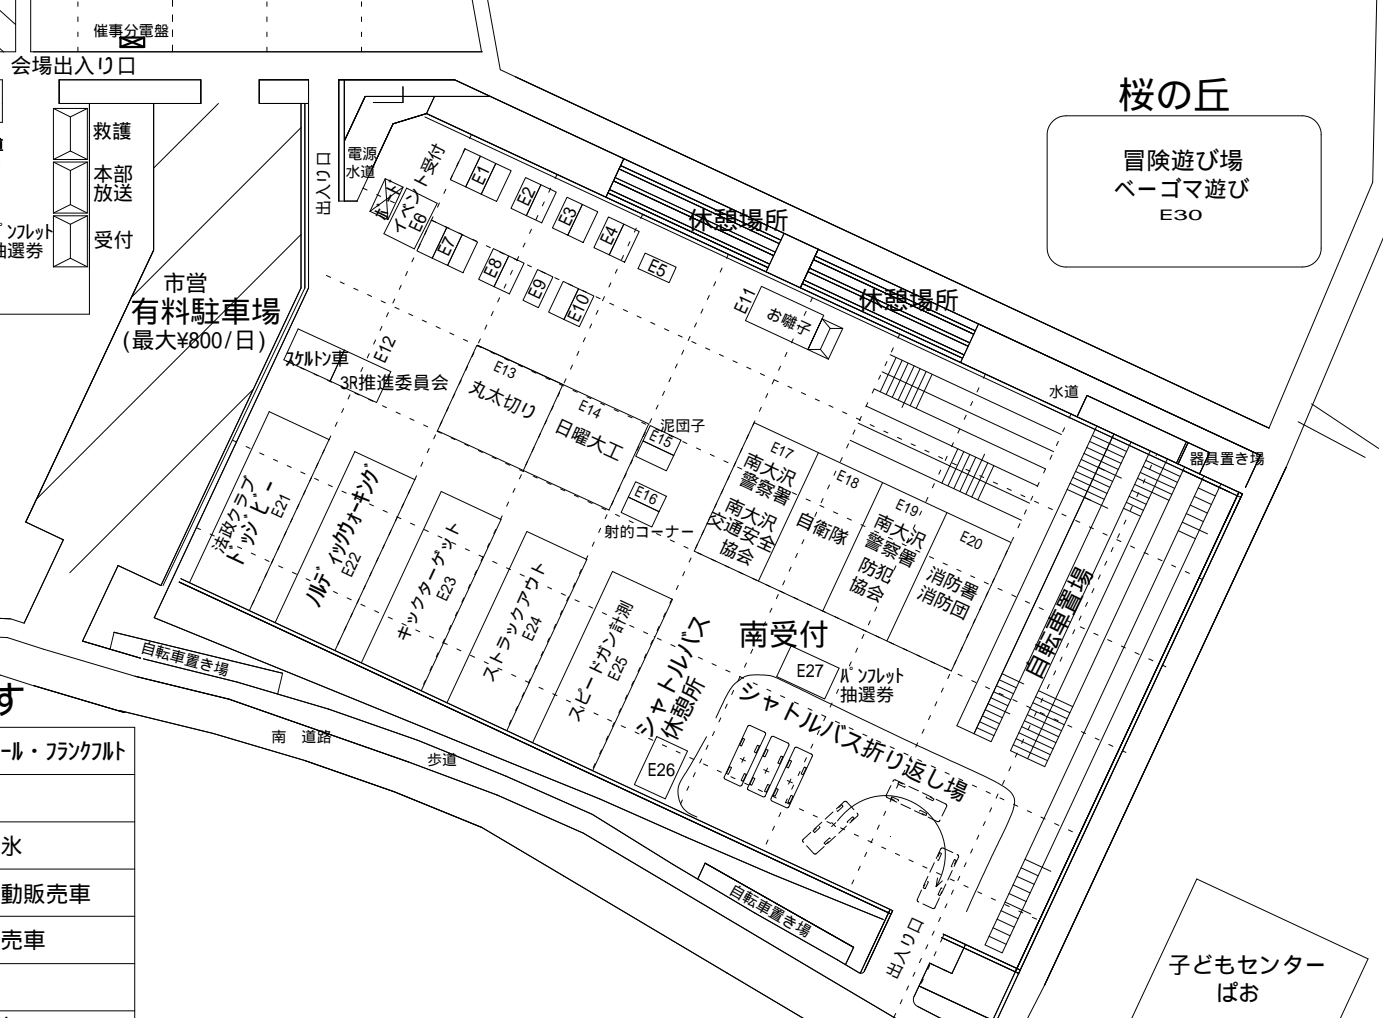 催事分電盤
会場出入り口
救護
本部
放送
受付
ﾟﾝﾌﾚｯﾄ
抽選券
市営
有料駐車場
(最大¥800/日)
出入り口
電源
水道
イベント受付
E6
E1
E2
E3
E4
E5
E7
E8
E9
E10
休憩場所
休憩場所
E11
お囃子
桜の丘
冒険遊び場
ベーゴマ遊び
E30
水道
器具置き場
ｽｹﾙﾄﾝ車
E12
3R推進委員会
E13
丸太切り
E14
日曜大工
泥団子
E15
E16
射的コーナー
E17
南大沢
警察署
南大沢
交通安全
協会
E18
自衛隊
E19
南大沢
警察署
防犯
協会
E20
消防署
消防団
自転車置場
法政クラブ
ドッジビー
E21
ﾉﾙﾃﾞｨｯｸｳｫｰｷﾝｸﾞ
E22
キックターゲット
E23
ストラックアウト
E24
スピードガン計測
E25
シャトルバス
休憩所
E26
南受付
E27
ﾊﾟﾝﾌﾚｯﾄ
抽選券
シャトルバス折り返し場
自転車置き場
南 道路
歩道
自転車置き場
出入り口
子どもセンター
ぱお
す
ール・フランクフルト
氷
動販売車
売車